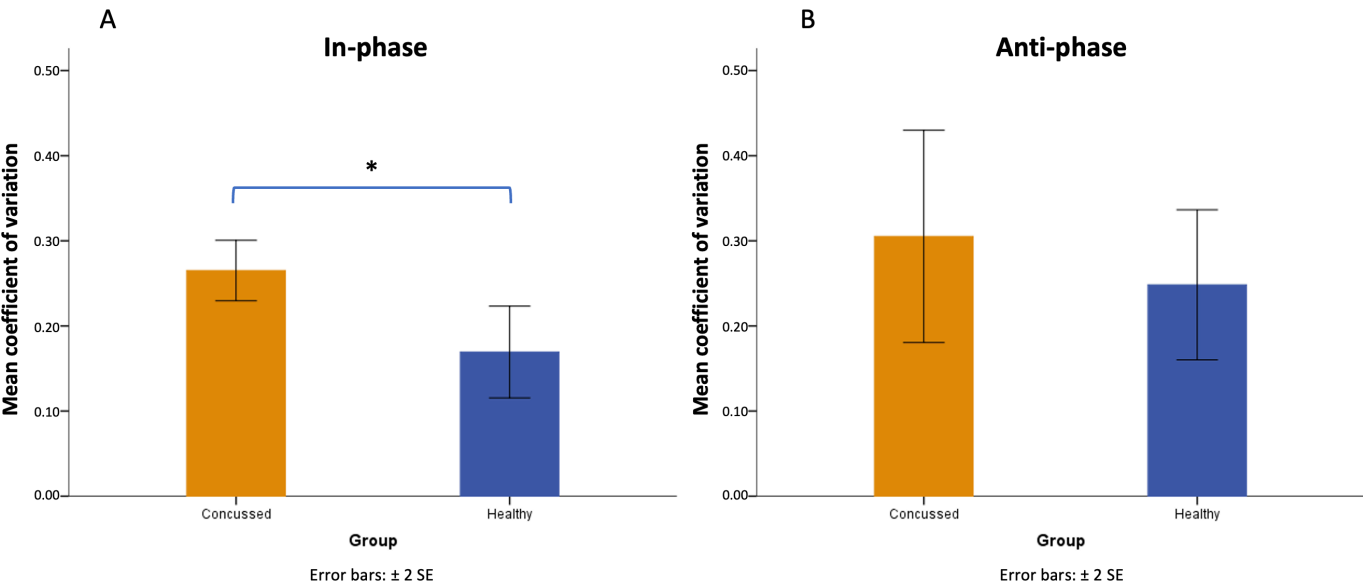 A
In-phase
Mean coefficient of variation
0.50
0.40
0.30
0.20
0.10
0.00
*
Concussed
Healthy
Group
Error bars: ± 2 SE
B
Anti-phase
Mean coefficient of variation
0.50
0.40
0.30
0.20
0.10
0.00
Concussed
Healthy
Group
Error bars: ± 2 SE